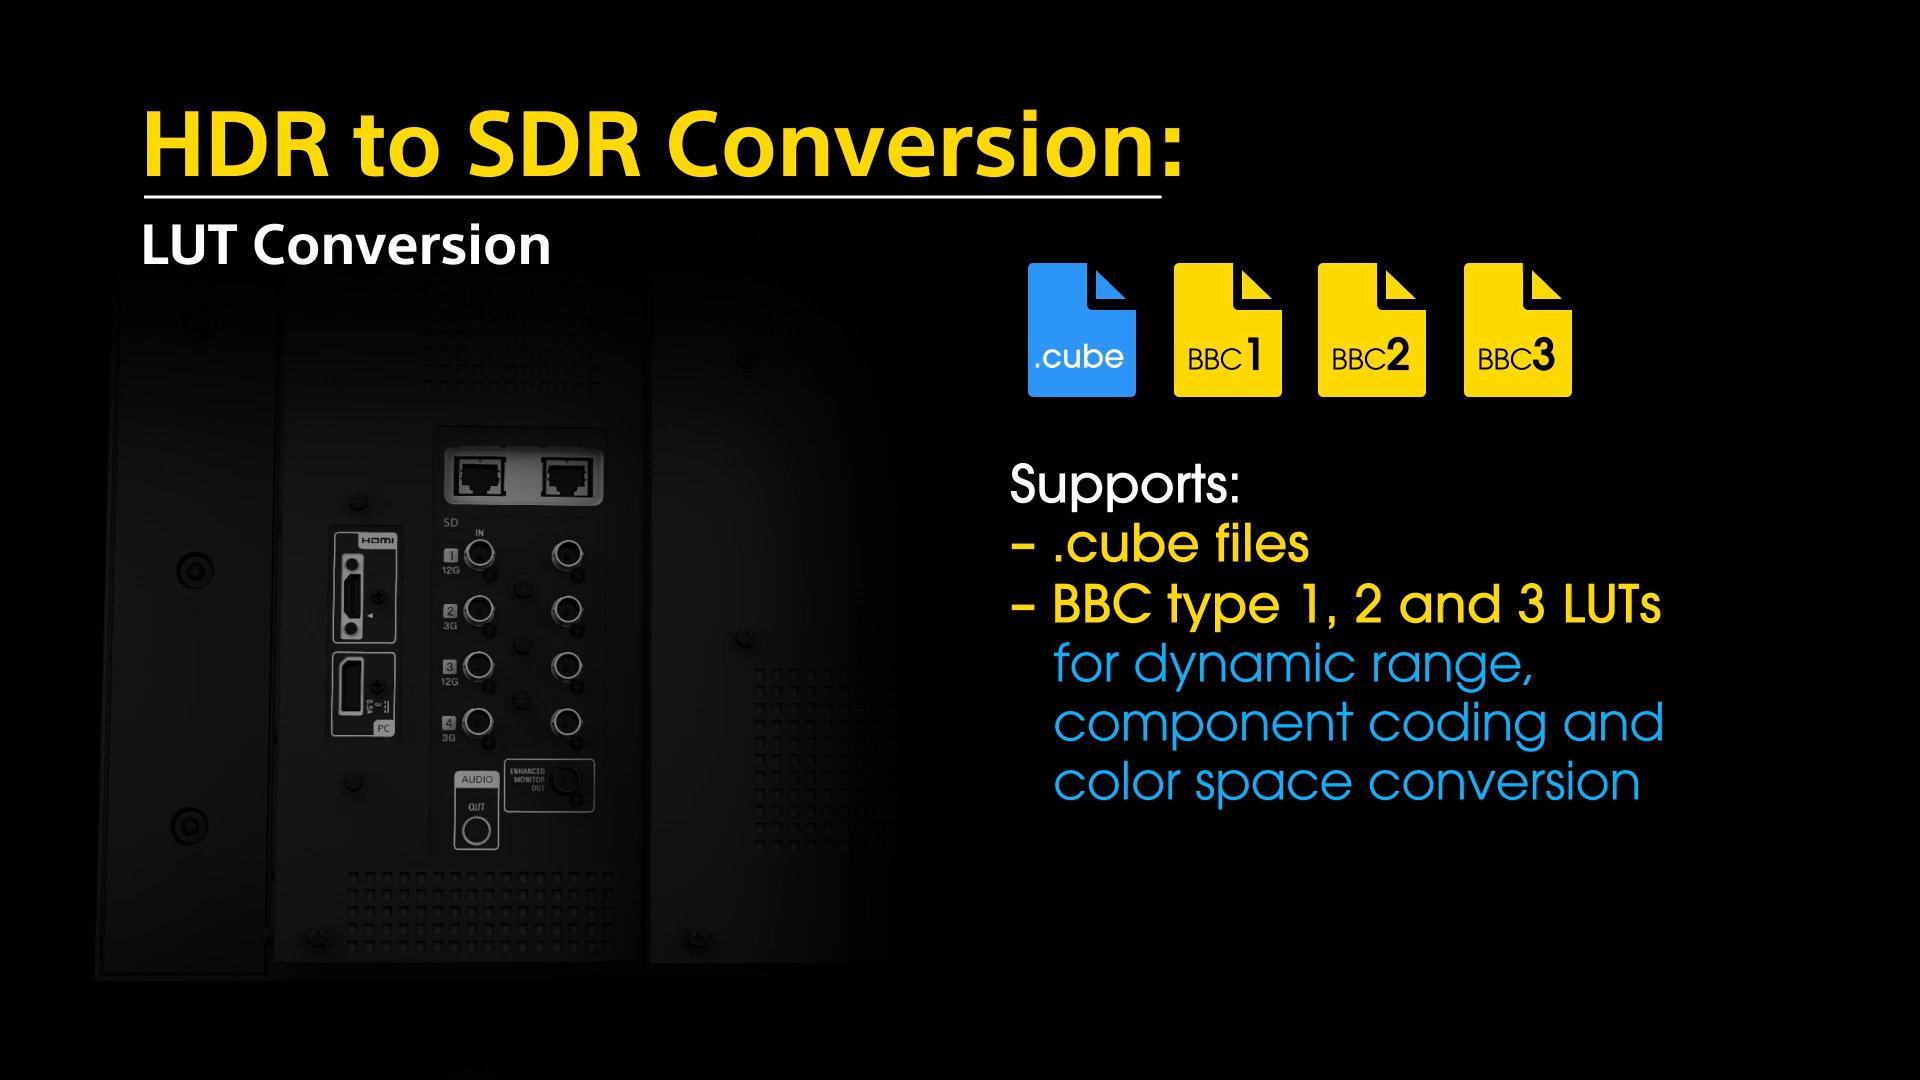 HDR to SDR Conversion:
LUT Conversion
.cube
BBC1
BBC2
BBC3
Supports:
– .cube files
– BBC type 1, 2 and 3 LUTs
for dynamic range,
component coding and
color space conversion
SD
IN
HDMI
1
12G
2
3G
3
12G
4
3G
PC
AUDIO
OUT
ENHANCED
MONITOR
OUT